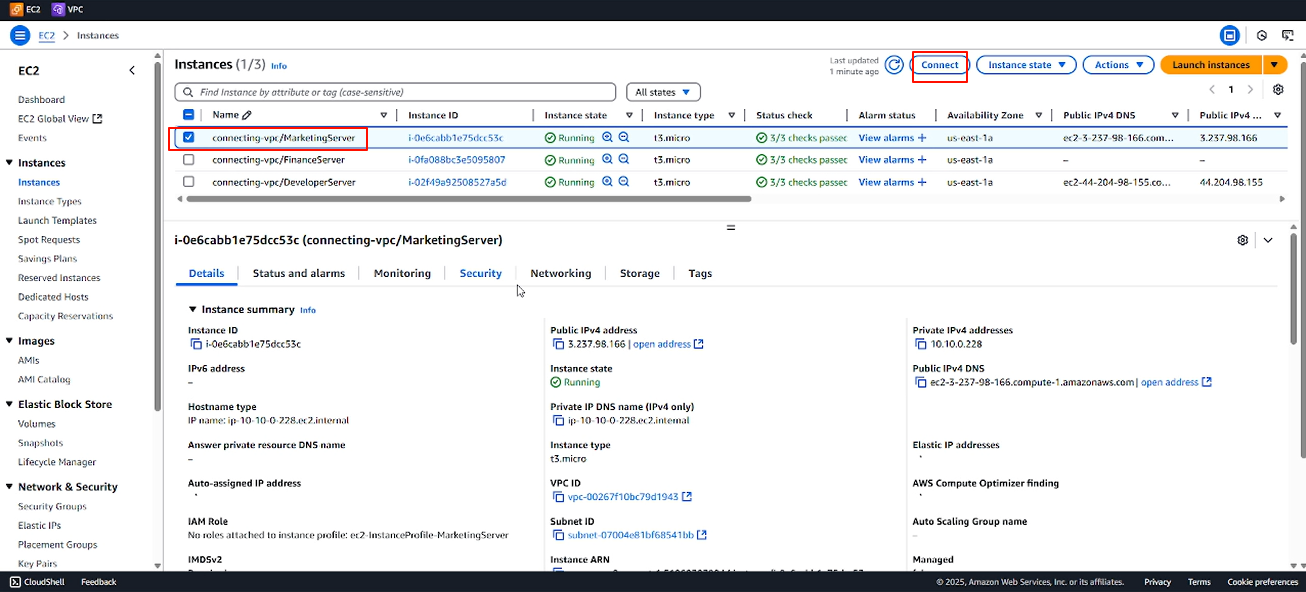 EC2 VPC
EC2 > Instances
EC2
Dashboard
EC2 Global View
Events
Instances
Instances
Instance Types
Launch Templates
Spot Requests
Savings Plans
Reserved Instances
Dedicated Hosts
Capacity Reservations
Images
AMIs
AMI Catalog
Elastic Block Store
Volumes
Snapshots
Lifecycle Manager
Network & Security
Security Groups
Elastic IPs
Placement Groups
Key Pairs
Instances (1/3) Info
Last updated
1 minute ago
Connect Instance state Actions Launch instances
Find Instance by attribute or tag (case-sensitive) All states 1
Name Instance ID Instance state Instance type Status check Alarm status Availability Zone Public IPv4 DNS Public IPv4 ...
connecting-vpc/MarketingServer i-0e6cabb1e75dcc53c Running t3.micro 3/3 checks passed View alarms + us-east-1a ec2-3-237-98-166.com... 3.237.98.166
connecting-vpc/FinanceServer i-0fa088bc3e5095807 Running t3.micro 3/3 checks passed View alarms + us-east-1a – –
connecting-vpc/DeveloperServer i-02f49a92508527a5d Running t3.micro 3/3 checks passed View alarms + us-east-1a ec2-44-204-98-155.co... 44.204.98.155
i-0e6cabb1e75dcc53c (connecting-vpc/MarketingServer)
Details Status and alarms Monitoring Security Networking Storage Tags
Instance summary Info
Instance ID
i-0e6cabb1e75dcc53c
Public IPv4 address
3.237.98.166 | open address
Private IPv4 addresses
10.10.0.228
IPv6 address
–
Instance state
Running
Public IPv4 DNS
ec2-3-237-98-166.compute-1.amazonaws.com | open address
Hostname type
IP name: ip-10-10-0-228.ec2.internal
Private IP DNS name (IPv4 only)
ip-10-10-0-228.ec2.internal
Answer private resource DNS name
–
Instance type
t3.micro
Elastic IP addresses
Auto-assigned IP address
VPC ID
vpc-00267f10bc79d1943
AWS Compute Optimizer finding
IAM Role
No roles attached to instance profile: ec2-InstanceProfile-MarketingServer
Subnet ID
subnet-07004e81bf68541bb
Auto Scaling Group name
–
IMDSv2
Instance ARN
Managed
CloudShell Feedback © 2025, Amazon Web Services, Inc. or its affiliates. Privacy Terms Cookie preferences